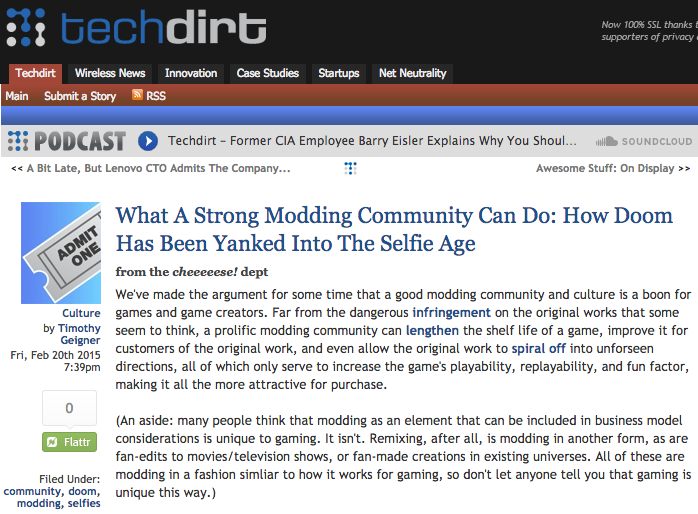 techdirt
Now 100% SSL thanks t
supporters of privacy
Techdirt Wireless News Innovation Case Studies Startups Net Neutrality
Main Submit a Story RSS
PODCAST Techdirt – Former CIA Employee Barry Eisler Explains Why You Shoul... SOUNDCLOUD
<< A Bit Late, But Lenovo CTO Admits The Company... Awesome Stuff: On Display >>
ADMIT
ONE
Culture
by Timothy
Geigner
Fri, Feb 20th 2015
7:39pm
0
Flattr
Filed Under:
community, doom,
modding, selfies
What A Strong Modding Community Can Do: How Doom
Has Been Yanked Into The Selfie Age
from the cheeeeese! dept
We've made the argument for some time that a good modding community and culture is a boon for
games and game creators. Far from the dangerous infringement on the original works that some
seem to think, a prolific modding community can lengthen the shelf life of a game, improve it for
customers of the original work, and even allow the original work to spiral off into unforseen
directions, all of which only serve to increase the game's playability, replayability, and fun factor,
making it all the more attractive for purchase.
(An aside: many people think that modding as an element that can be included in business model
considerations is unique to gaming. It isn't. Remixing, after all, is modding in another form, as are
fan-edits to movies/television shows, or fan-made creations in existing universes. All of these are
modding in a fashion simliar to how it works for gaming, so don't let anyone tell you that gaming is
unique this way.)